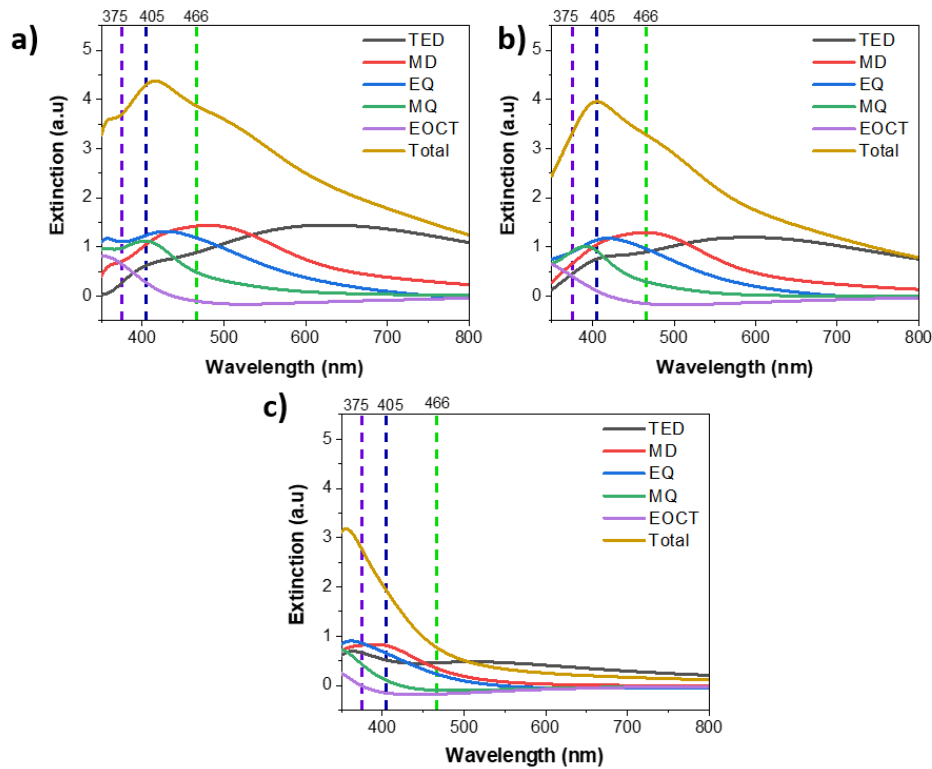 a)
375 405 466
5
4
3
2
1
0
Extinction (a.u)
400 500 600 700 800
Wavelength (nm)
TED
MD
EQ
MQ
EOCT
Total
b)
375 405 466
5
4
3
2
1
0
Extinction (a.u)
400 500 600 700 800
Wavelength (nm)
TED
MD
EQ
MQ
EOCT
Total
c)
375 405 466
5
4
3
2
1
0
Extinction (a.u)
400 500 600 700 800
Wavelength (nm)
TED
MD
EQ
MQ
EOCT
Total